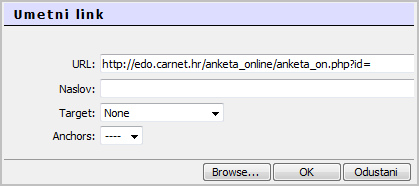 Umetni link
URL: http://edo.carnet.hr/anketa_online/anketa_on.php?id=
Naslov:
Target: None
Anchors: ----
Browse... OK Odustani